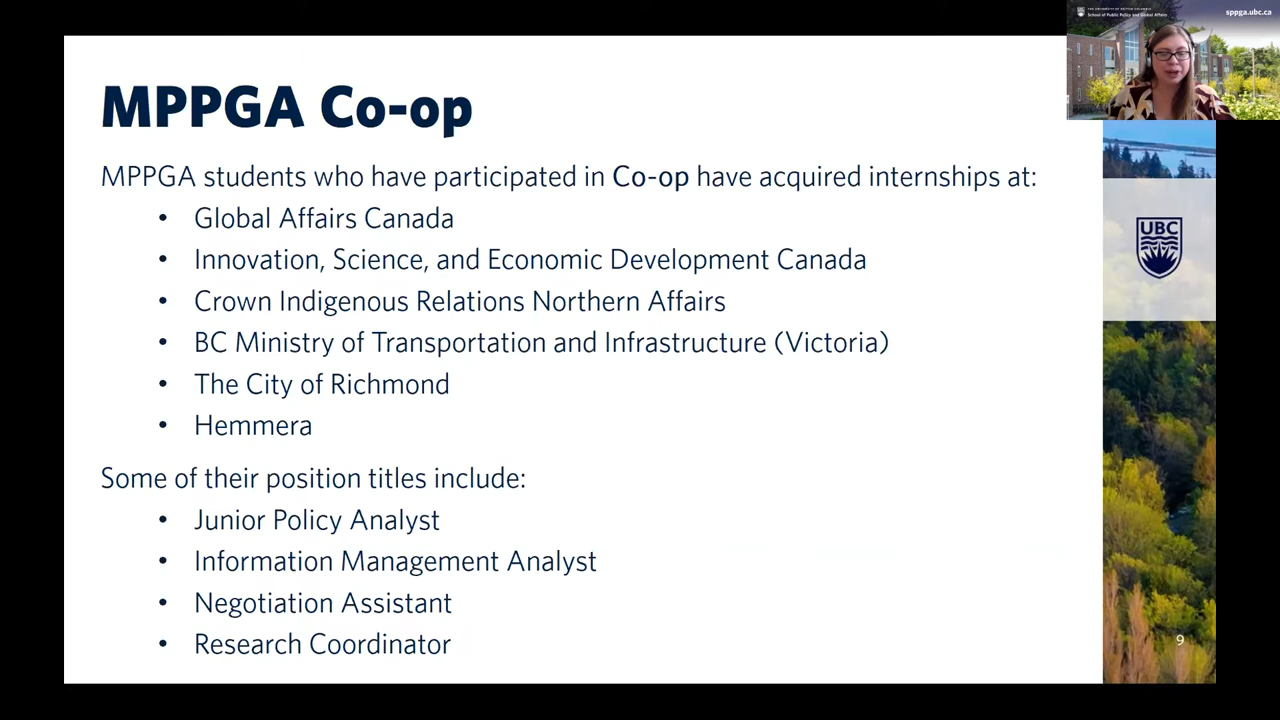 THE UNIVERSITY OF BRITISH COLUMBIA
School of Public Policy and Global Affairs
sppga.ubc.ca
MPPGA Co-op
MPPGA students who have participated in Co-op have acquired internships at:
• Global Affairs Canada
• Innovation, Science, and Economic Development Canada
• Crown Indigenous Relations Northern Affairs
• BC Ministry of Transportation and Infrastructure (Victoria)
• The City of Richmond
• Hemmera
Some of their position titles include:
• Junior Policy Analyst
• Information Management Analyst
• Negotiation Assistant
• Research Coordinator
UBC
9